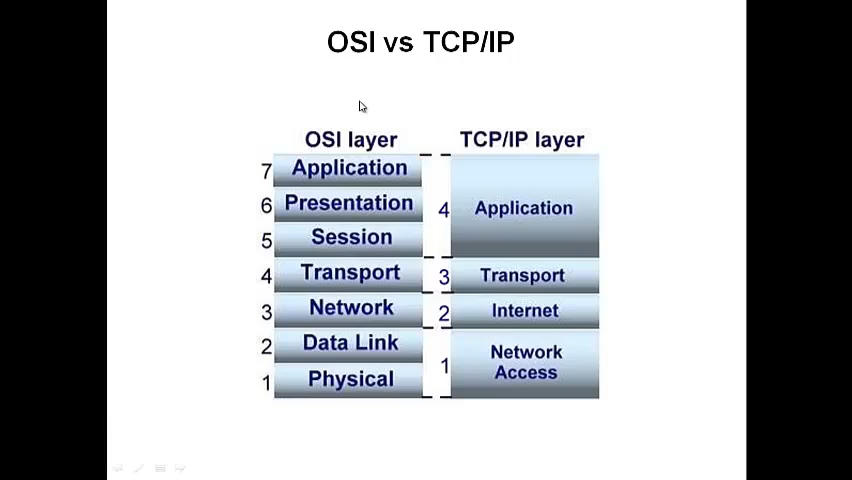 OSI vs TCP/IP
OSI layer
TCP/IP layer
7 Application
6 Presentation
5 Session
4 Transport
3 Network
2 Data Link
1 Physical
4 Application
3 Transport
2 Internet
1 Network
Access